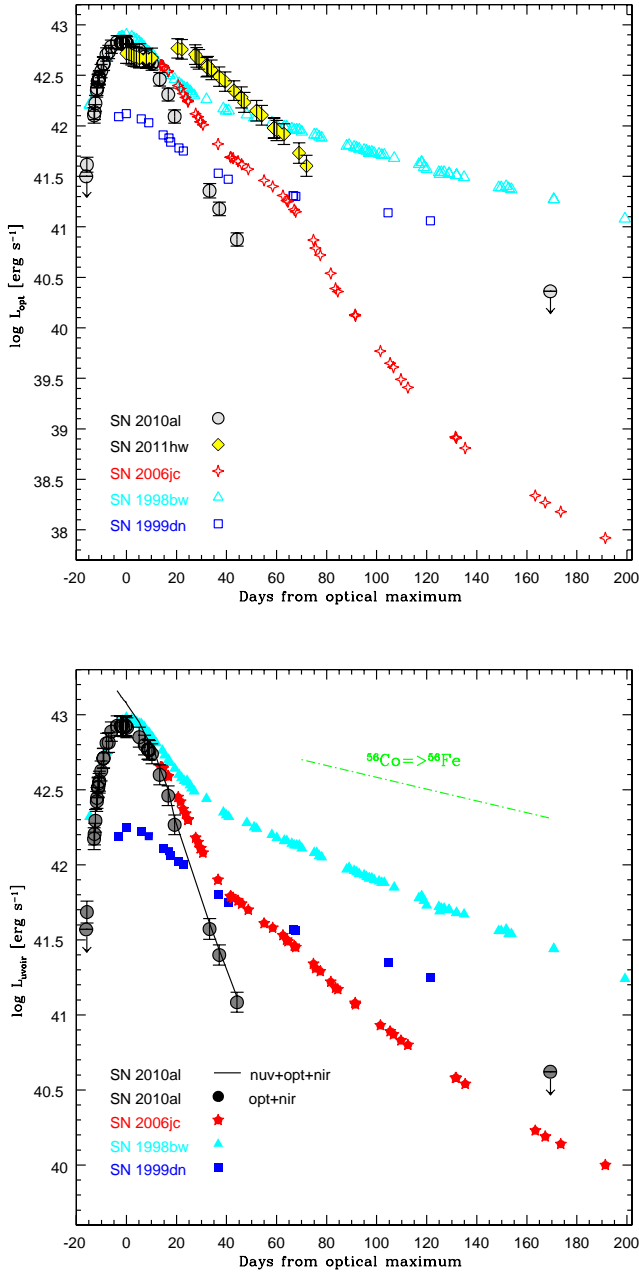 43
42.5
42
41.5
41
40.5
40
39.5
39
38.5
38
log L_opt [erg s⁻¹]
SN 2010al
SN 2011hw
SN 2006jc
SN 1998bw
SN 1999dn
-20 0 20 40 60 80 100 120 140 160 180 200
Days from optical maximum
43
42.5
42
41.5
41
40.5
40
log L_uvoir [erg s⁻¹]
⁵⁶Co=>⁵⁶Fe
SN 2010al nuv+opt+nir
SN 2010al opt+nir
SN 2006jc
SN 1998bw
SN 1999dn
-20 0 20 40 60 80 100 120 140 160 180 200
Days from optical maximum